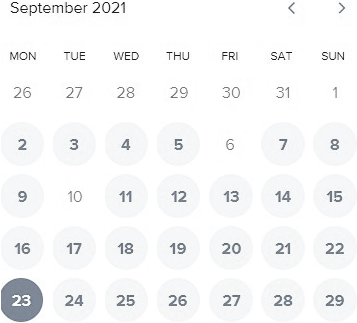 September 2021
MON TUE WED THU FRI SAT SUN
26 27 28 29 30 31 1
2 3 4 5 6 7 8
9 10 11 12 13 14 15
16 17 18 19 20 21 22
23 24 25 26 27 28 29